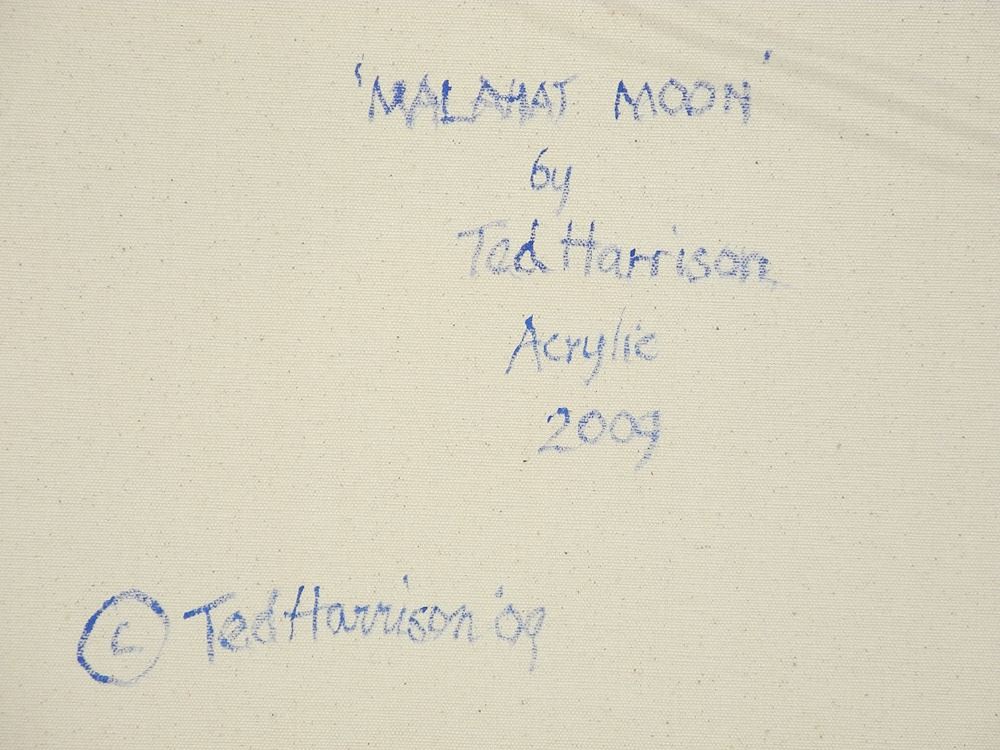 'MALAHAT MOON'
by
Ted Harrison
Acrylic
2009
© Ted Harrison '09